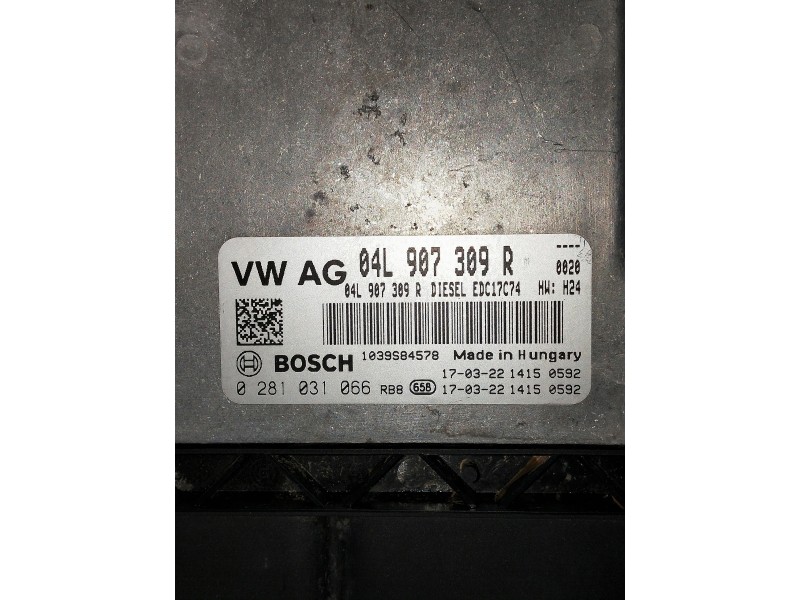 VW AG 04L 907 309 R ----
0020
04L 907 309 R DIESEL EDC17C74 HW: H24
BOSCH 1039S84578 Made in Hungary
17-03-22 1415 0592
0 281 031 066 RB8 658 17-03-22 1415 0592